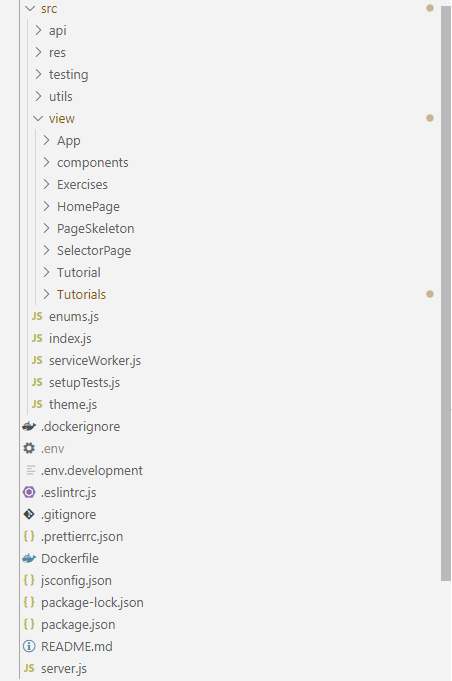 src
api
res
testing
utils
view
App
components
Exercises
HomePage
PageSkeleton
SelectorPage
Tutorial
Tutorials
JS enums.js
JS index.js
JS serviceWorker.js
JS setupTests.js
JS theme.js
.dockerignore
.env
.env.development
.eslintrc.js
.gitignore
{} .prettierrc.json
Dockerfile
{} jsconfig.json
{} package-lock.json
{} package.json
README.md
JS server.js